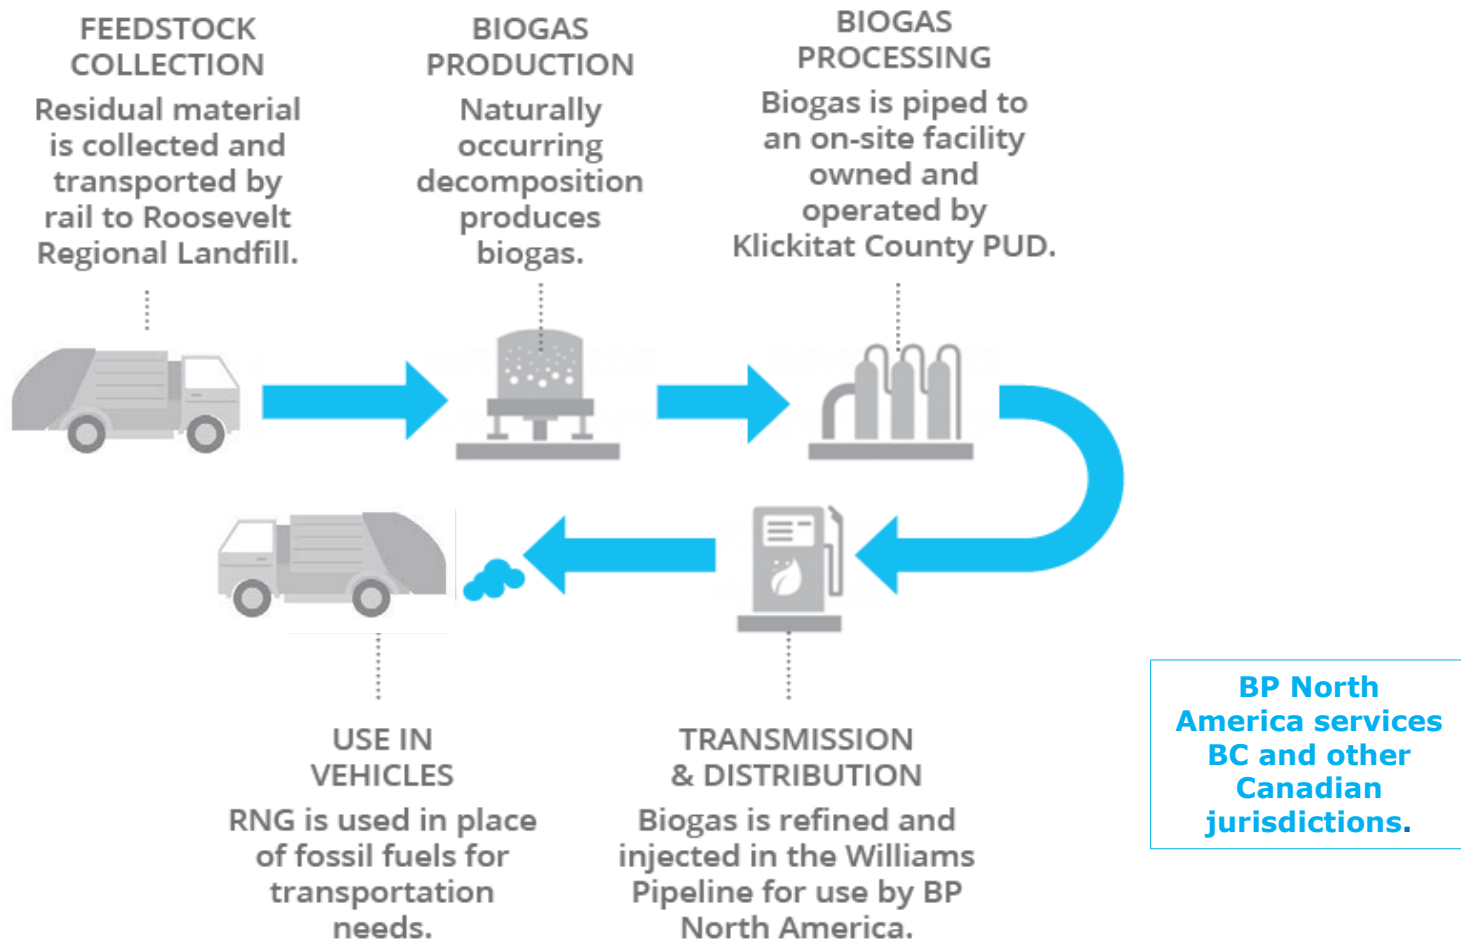 FEEDSTOCK
COLLECTION
Residual material
is collected and
transported by
rail to Roosevelt
Regional Landfill.
BIOGAS
PRODUCTION
Naturally
occurring
decomposition
produces
biogas.
BIOGAS
PROCESSING
Biogas is piped to
an on-site facility
owned and
operated by
Klickitat County PUD.
USE IN
VEHICLES
RNG is used in place
of fossil fuels for
transportation
needs.
TRANSMISSION
& DISTRIBUTION
Biogas is refined and
injected in the Williams
Pipeline for use by BP
North America.
BP North
America services
BC and other
Canadian
jurisdictions.